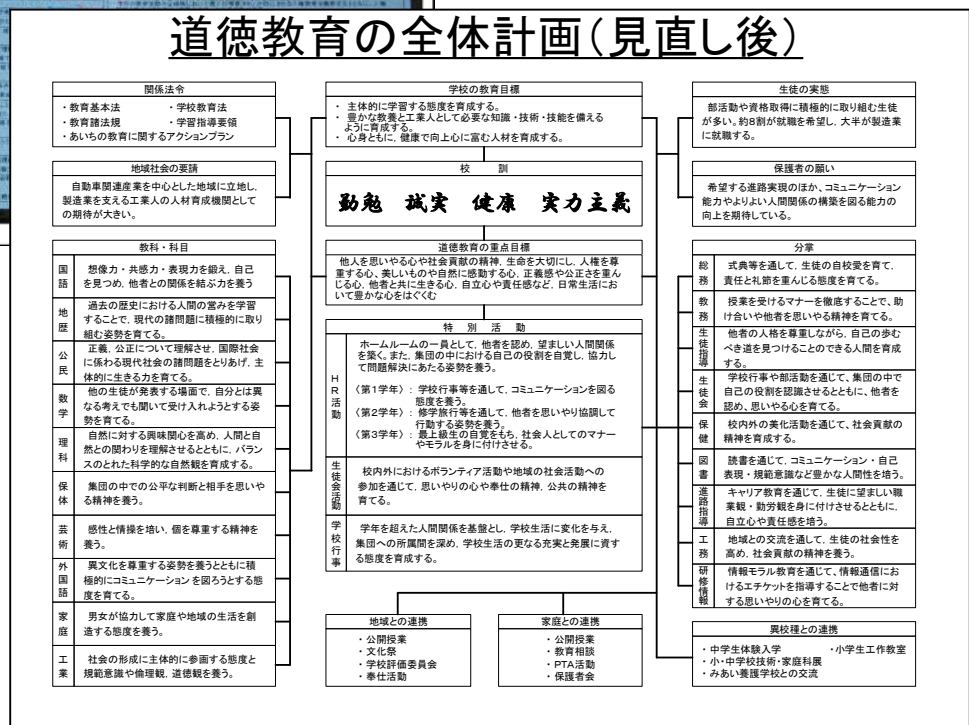 道徳教育の全体計画（見直し後）
関係法令
・教育基本法　・学校教育法
・教育諸法規　・学習指導要領
・あいちの教育に関するアクションプラン
地域社会の要請
自動車関連産業を中心とした地域に立地し，
製造業を支える工業人の人材育成機関として
の期待が大きい。
学校の教育目標
・ 主体的に学習する態度を育成する。
・ 豊かな教養と工業人として必要な知識・技術・技能を備える
ように育成する。
・ 心身ともに，健康で向上心に富む人材を育成する。
校　訓
勤勉　誠実　健康　実力主義
道徳教育の重点目標
他人を思いやる心や社会貢献の精神，生命を大切にし，人権を尊
重する心、美しいものや自然に感動する心，正義感や公正さを重ん
じる心，他者と共に生きる心，自立心や責任感など，日常生活にお
いて豊かな心をはぐくむ
生徒の実態
部活動や資格取得に積極的に取り組む生徒
が多い。約８割が就職を希望し，大半が製造業
に就職する。
保護者の願い
希望する進路実現のほか、コミュニケーション
能力やよりよい人間関係の構築を図る能力の
向上を期待している。
教科・科目
国語
想像力・共感力・表現力を鍛え，自己
を見つめ，他者との関係を結ぶ力を養う
地歴
過去の歴史における人間の営みを学習
することで，現代の諸問題に積極的に取り
組む姿勢を育てる。
公民
正義，公正について理解させ，国際社会
に係わる現代社会の諸問題をとりあげ，主
体的に生きる力を育てる。
数学
他の生徒が発表する場面で，自分とは異
なる考えでも聞いて受け入れようとする姿
勢を育てる。
理科
自然に対する興味関心を高め，人間と自然
との関わりを理解させるとともに，バラン
スのとれた科学的な自然観を育成する。
保体
集団の中での公平な判断と相手を思いや
る精神を養う。
芸術
感性と情操を培い，個を尊重する精神を
養う。
外国語
異文化を尊重する姿勢を養うとともに積
極的にコミュニケーションを図ろうとする態
度を育てる。
家庭
男女が協力して家庭や地域の生活を創
造する態度を養う。
工業
社会の形成に主体的に参画する態度と
規範意識や倫理観，道徳観を養う。
特別活動
ＨＲ活動
ホームルームの一員として，他者を認め，望ましい人間関係
を築く。また，集団の中における自己の役割を自覚し，協力し
て問題解決にあたる姿勢を養う。
〈第1学年〉：学校行事等を通して，コミュニケーションを図る
態度を養う。
〈第2学年〉：修学旅行等を通して，他者を思いやり協調して
行動する姿勢を養う。
〈第3学年〉：最上級生の自覚をもち，社会人としてのマナー
やモラルを身に付けさせる。
生徒会活動
校内外におけるボランティア活動や地域の社会活動への
参加を通して，思いやりの心や奉仕の精神，公共の精神を
育てる。
学校行事
学年を超えた人間関係を基盤とし，学校生活に変化を与え，
集団への所属間を深め，学校生活の更なる充実と発展に資す
る態度を育成する。
分掌
総務
式典等を通して，生徒の自校愛を育て，
責任と礼節を重んじる態度を育てる。
教務
授業を受けるマナーを徹底することで、助
け合いや他者を思いやる精神を育てる。
生徒指導
他者の人格を尊重しながら，自己の歩む
べき道を見つけることのできる人間を育成
する。
生徒会
学校行事や部活動を通じて、集団の中で
自己の役割を認識させるとともに、他者を
認め、思いやる心を育てる。
保健
校内外の美化活動を通じて、社会貢献の
精神を育成する。
図書
読書を通じて，コミュニケーション・自己
表現・規範意識など豊かな人間性を培う。
進路指導
キャリア教育を通じて，生徒に望ましい職
業観・勤労観を身に付けさせるとともに，
自立心や責任感を培う。
工務
地域との交流を通して，生徒の社会性を
高め，社会貢献の精神を養う。
研修情報
情報モラル教育を通じて、情報通信にお
けるエチケットを指導することで他者に対
する思いやりの心を育てる。
地域との連携
・公開授業
・文化祭
・学校評価委員会
・奉仕活動
家庭との連携
・公開授業
・教育相談
・PTA活動
・保護者会
異校種との連携
・中学生体験入学　・小学生工作教室
・小・中学校技術・家庭科展
・みあい養護学校との交流